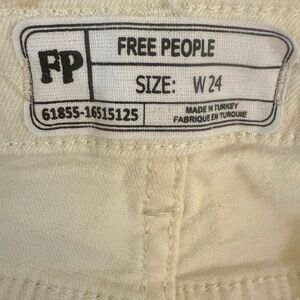 FP
FREE PEOPLE
SIZE: W 24
61855-16515125
MADE IN TURKEY
FABRIQUE EN TURQUIE